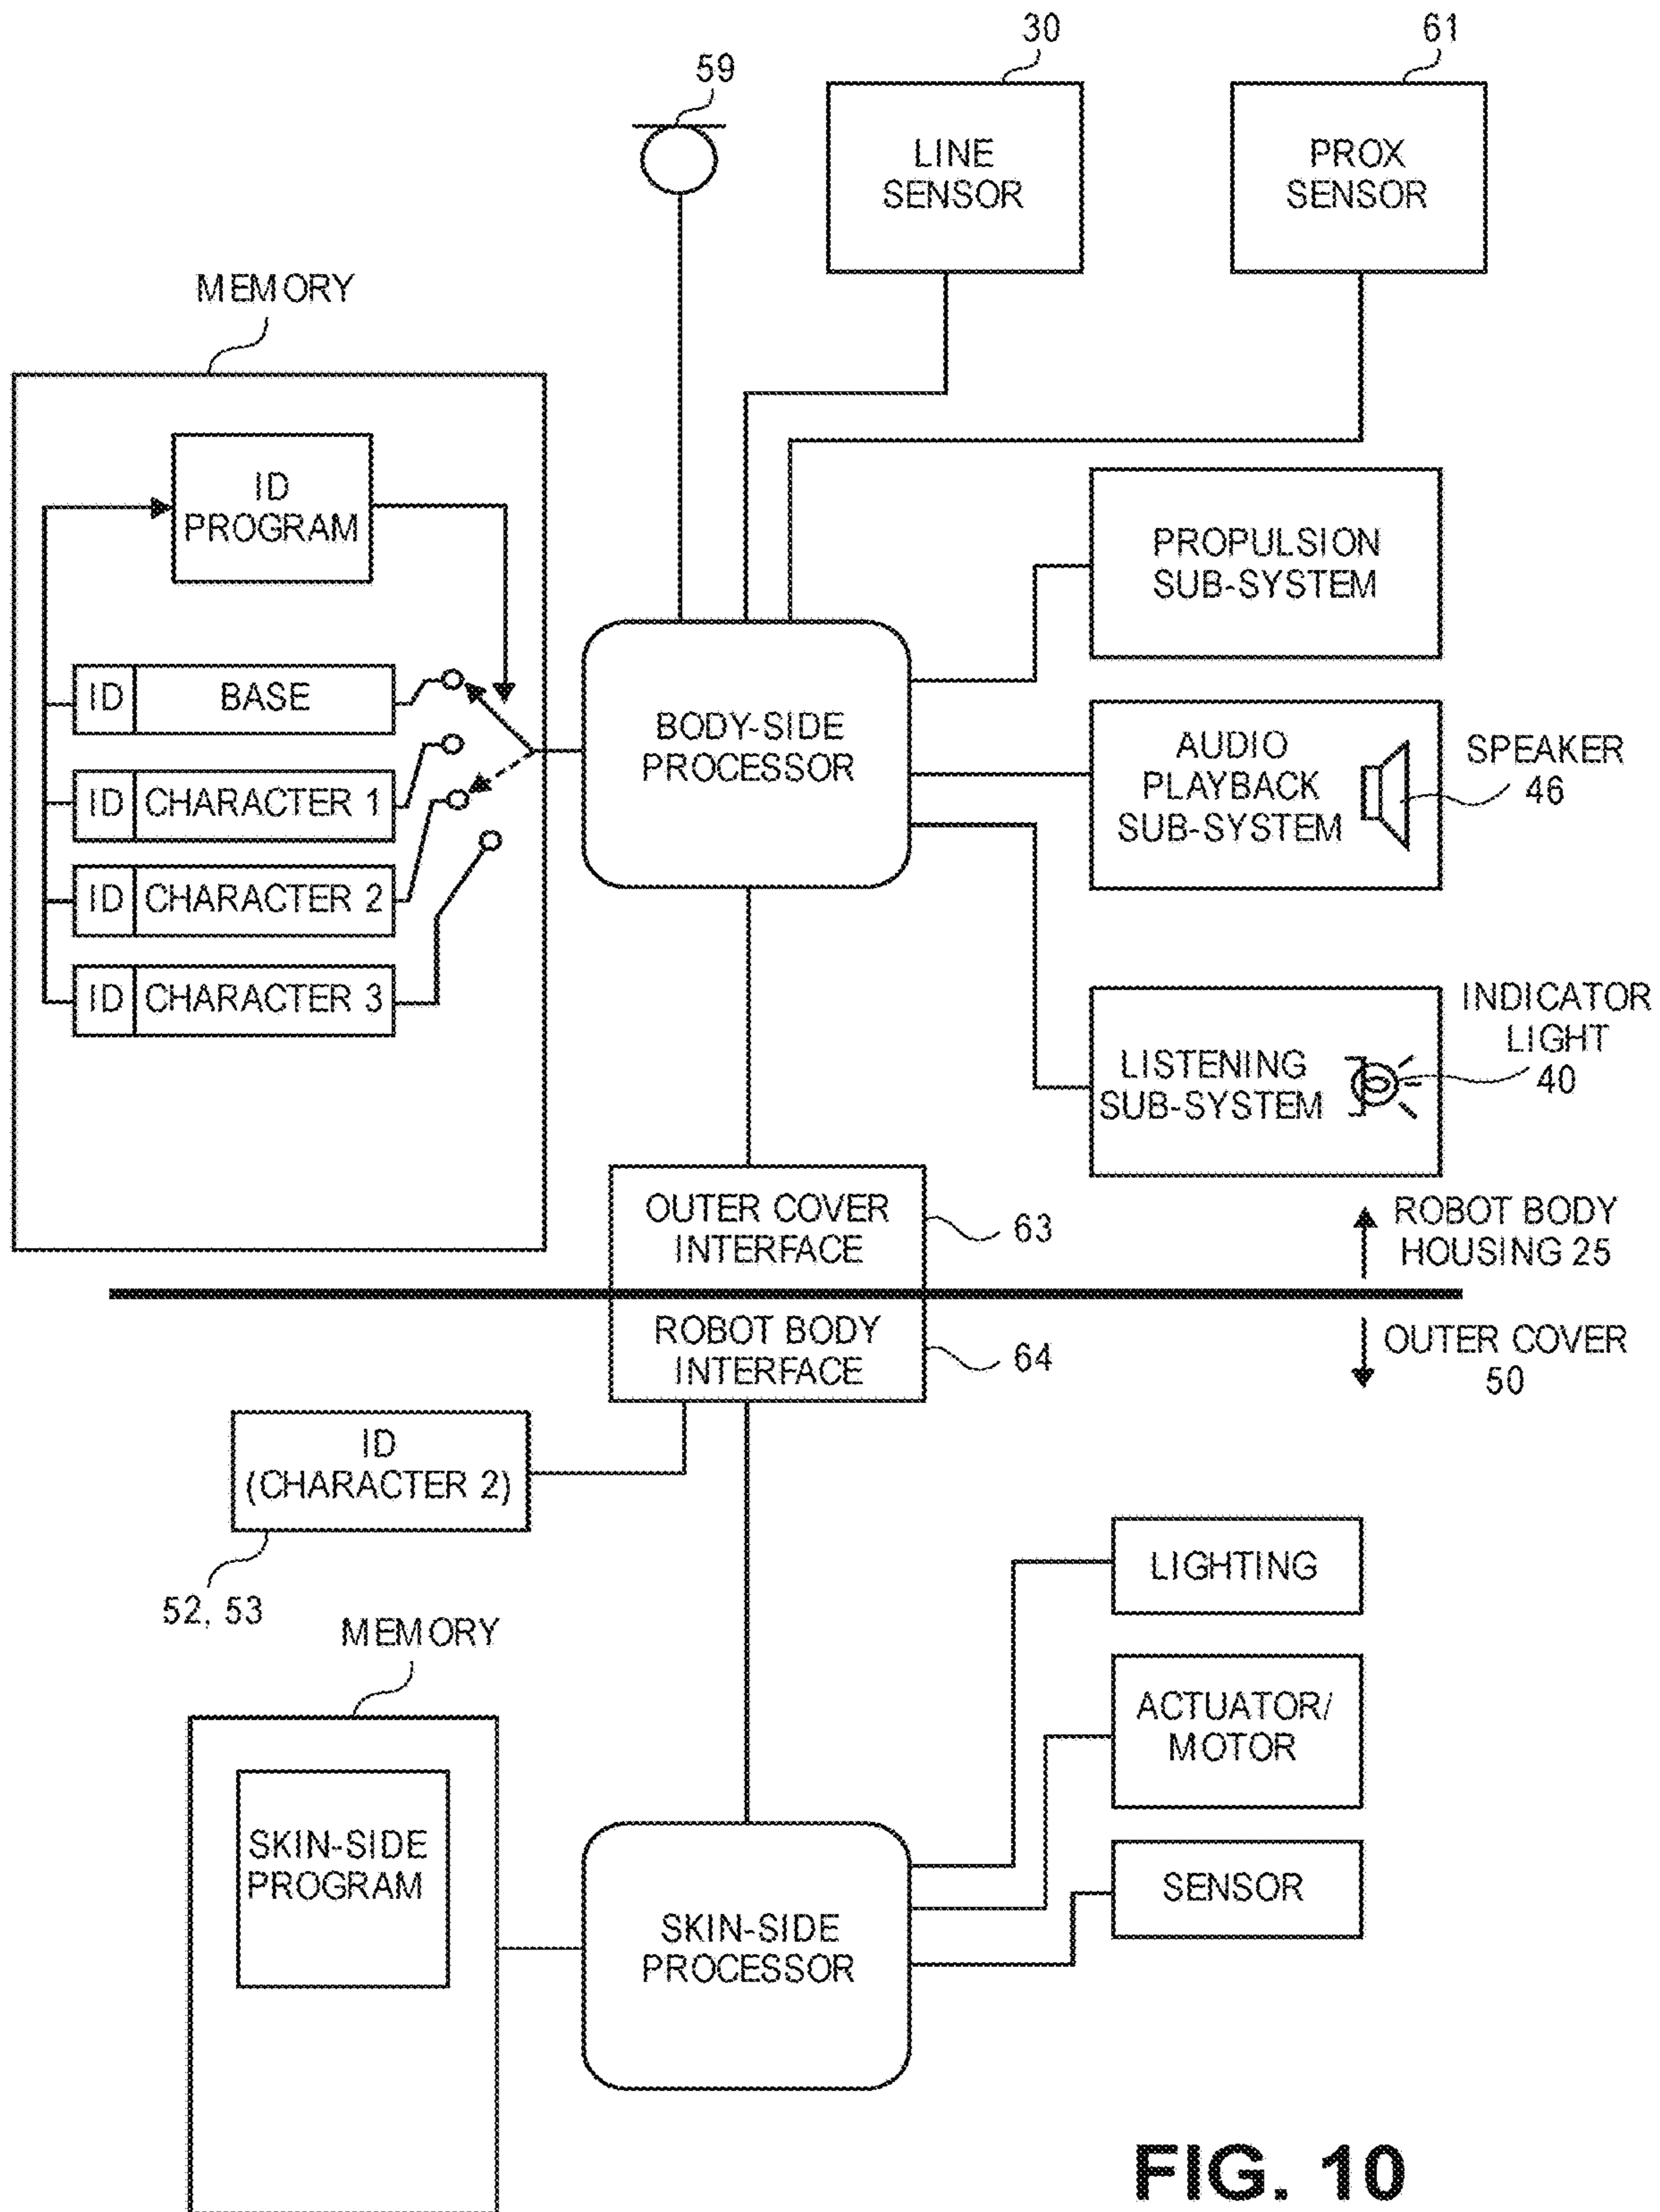 30
61
59
LINE
SENSOR
PROX
SENSOR
MEMORY
ID
PROGRAM
PROPULSION
SUB-SYSTEM
ID BASE
ID CHARACTER 1
ID CHARACTER 2
ID CHARACTER 3
BODY-SIDE
PROCESSOR
AUDIO
PLAYBACK
SUB-SYSTEM
SPEAKER
46
LISTENING
SUB-SYSTEM
INDICATOR
LIGHT
40
OUTER COVER
INTERFACE
63
ROBOT BODY
HOUSING 25
ROBOT BODY
INTERFACE
64
OUTER COVER
50
ID
(CHARACTER 2)
52, 53
MEMORY
LIGHTING
ACTUATOR/
MOTOR
SENSOR
SKIN-SIDE
PROGRAM
SKIN-SIDE
PROCESSOR
FIG. 10